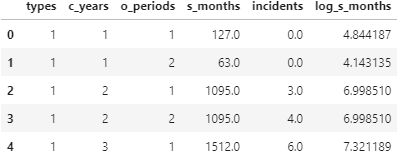 types c_years o_periods s_months incidents log_s_months
0 1 1 1 127.0 0.0 4.844187
1 1 1 2 63.0 0.0 4.143135
2 1 2 1 1095.0 3.0 6.998510
3 1 2 2 1095.0 4.0 6.998510
4 1 3 1 1512.0 6.0 7.321189